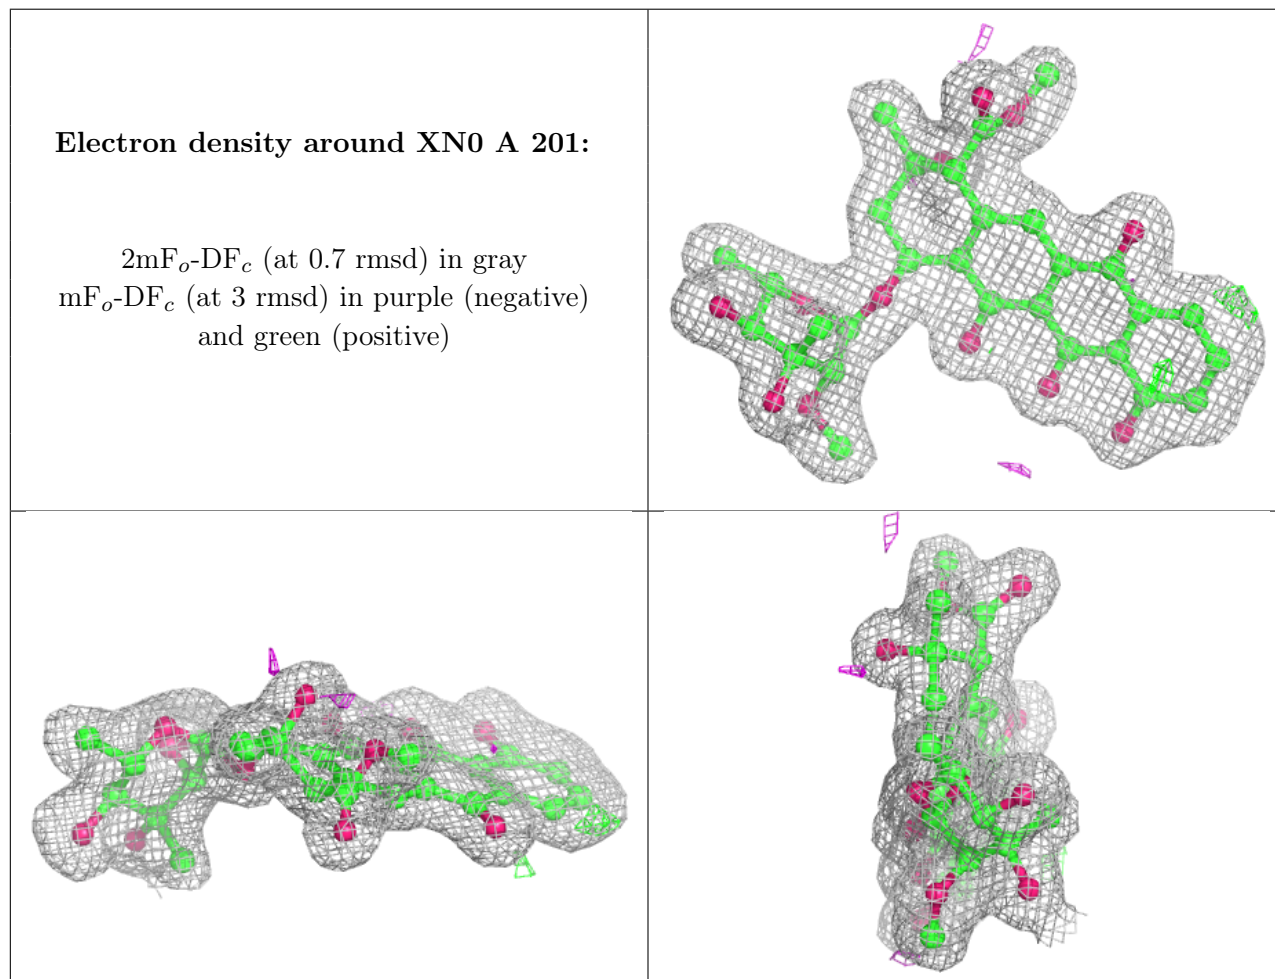 Electron density around XN0 A 201:
2mFo-DFc (at 0.7 rmsd) in gray
mFo-DFc (at 3 rmsd) in purple (negative)
and green (positive)